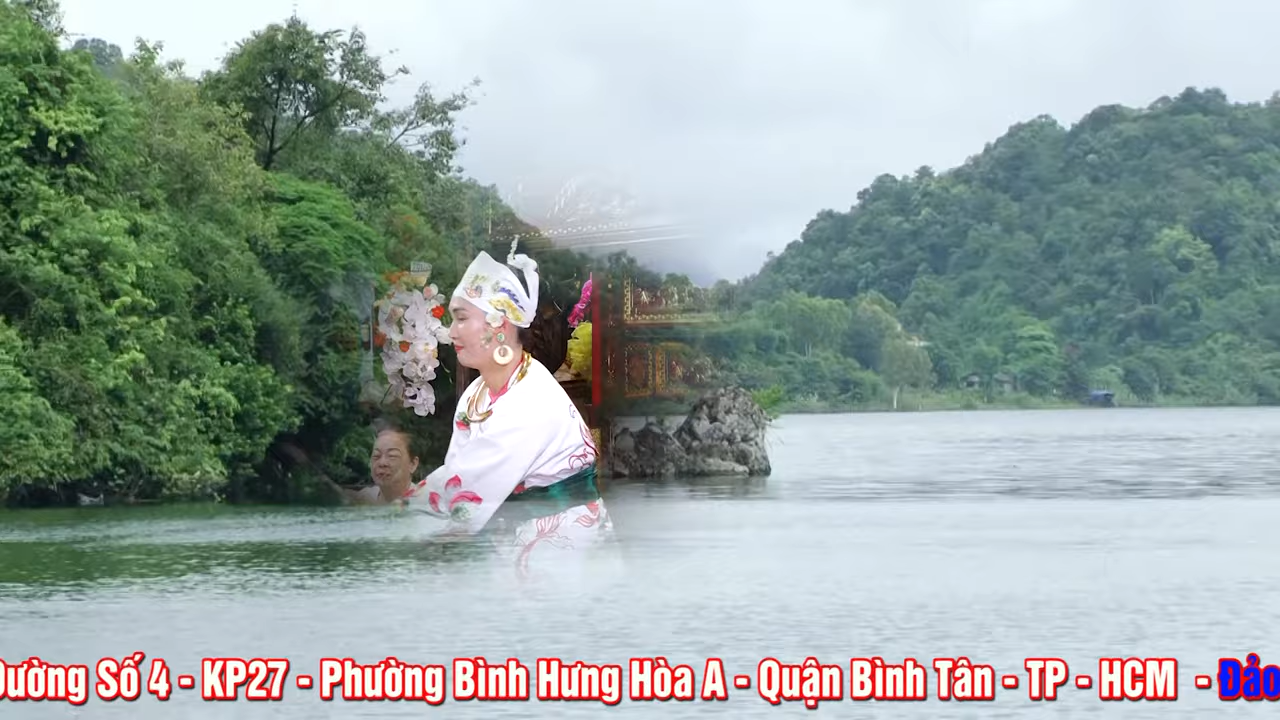 Đường Số 4 - KP27 - Phường Bình Hưng Hòa A - Quận Bình Tân - TP - HCM - Đảo